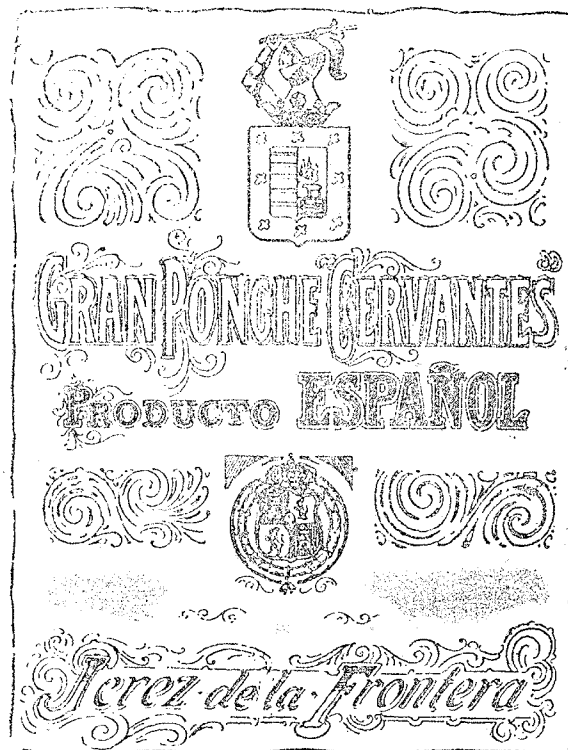 GRAN PONCHE CERVANTES
PRODUCTO ESPAÑOL
Jerez de la Frontera